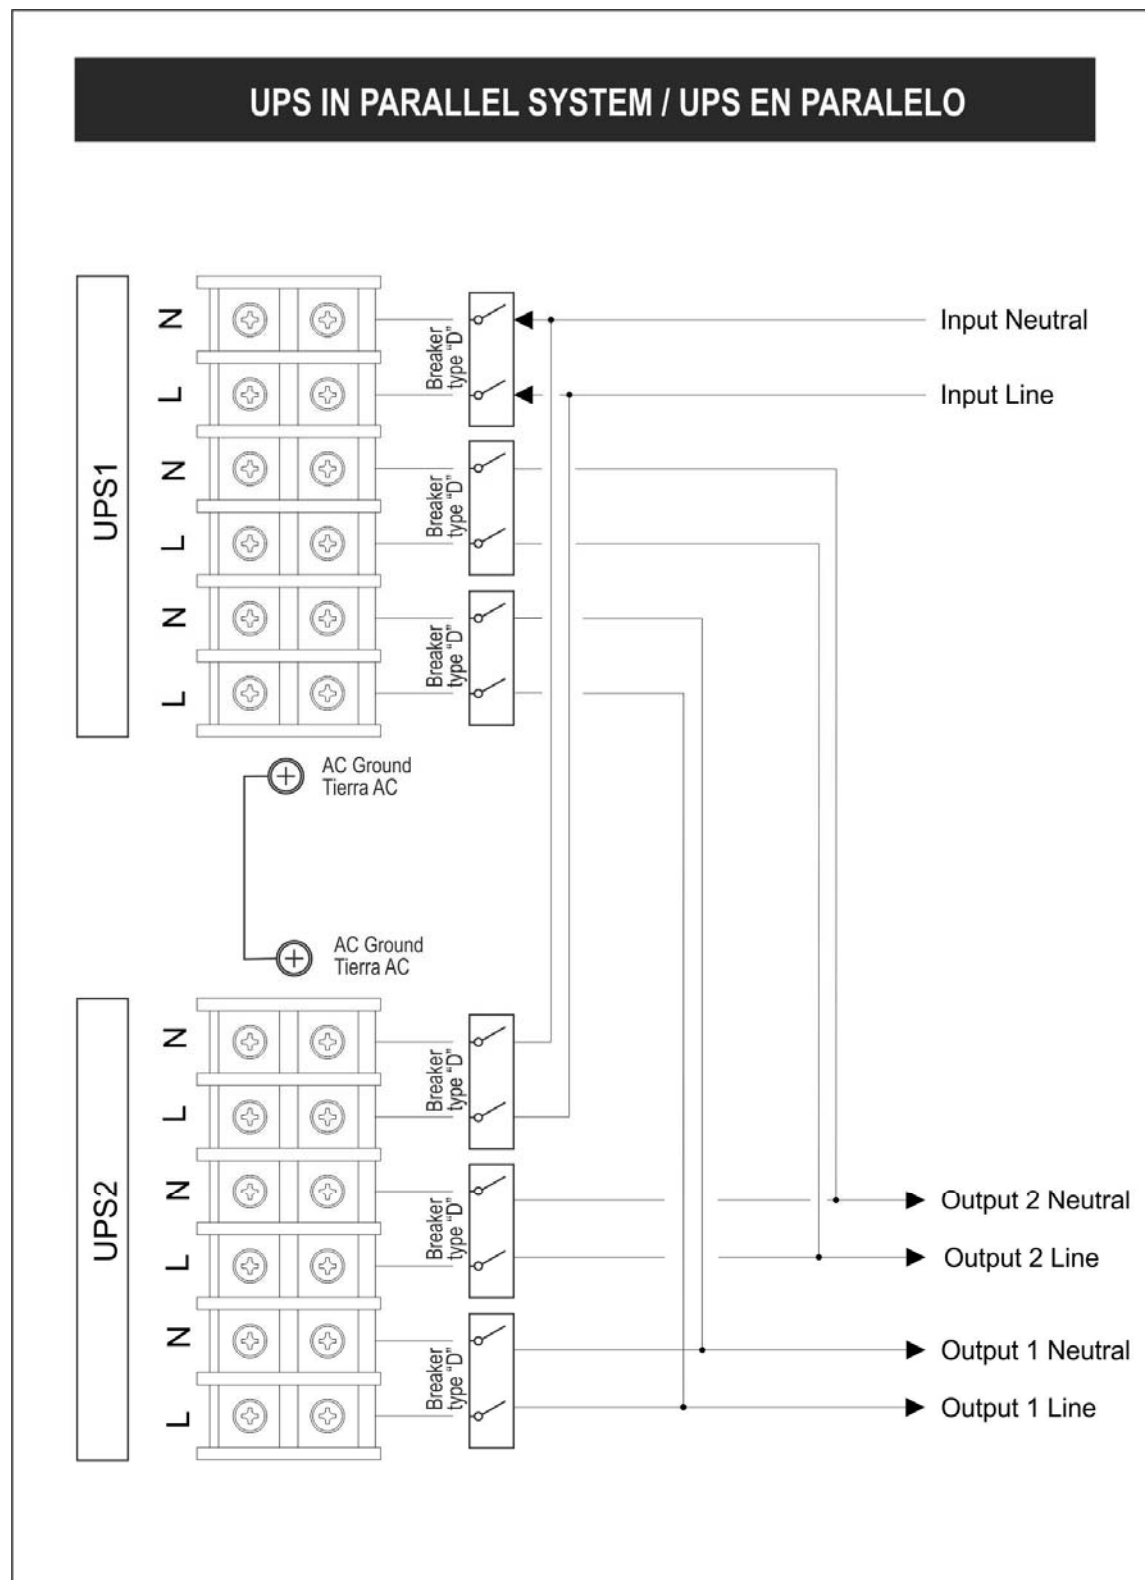 UPS IN PARALLEL SYSTEM / UPS EN PARALELO
UPS1
N
L
N
L
N
L
Breaker
type "D"
Breaker
type "D"
Breaker
type "D"
Input Neutral
Input Line
AC Ground
Tierra AC
AC Ground
Tierra AC
UPS2
N
L
N
L
N
L
Breaker
type "D"
Breaker
type "D"
Breaker
type "D"
Output 2 Neutral
Output 2 Line
Output 1 Neutral
Output 1 Line